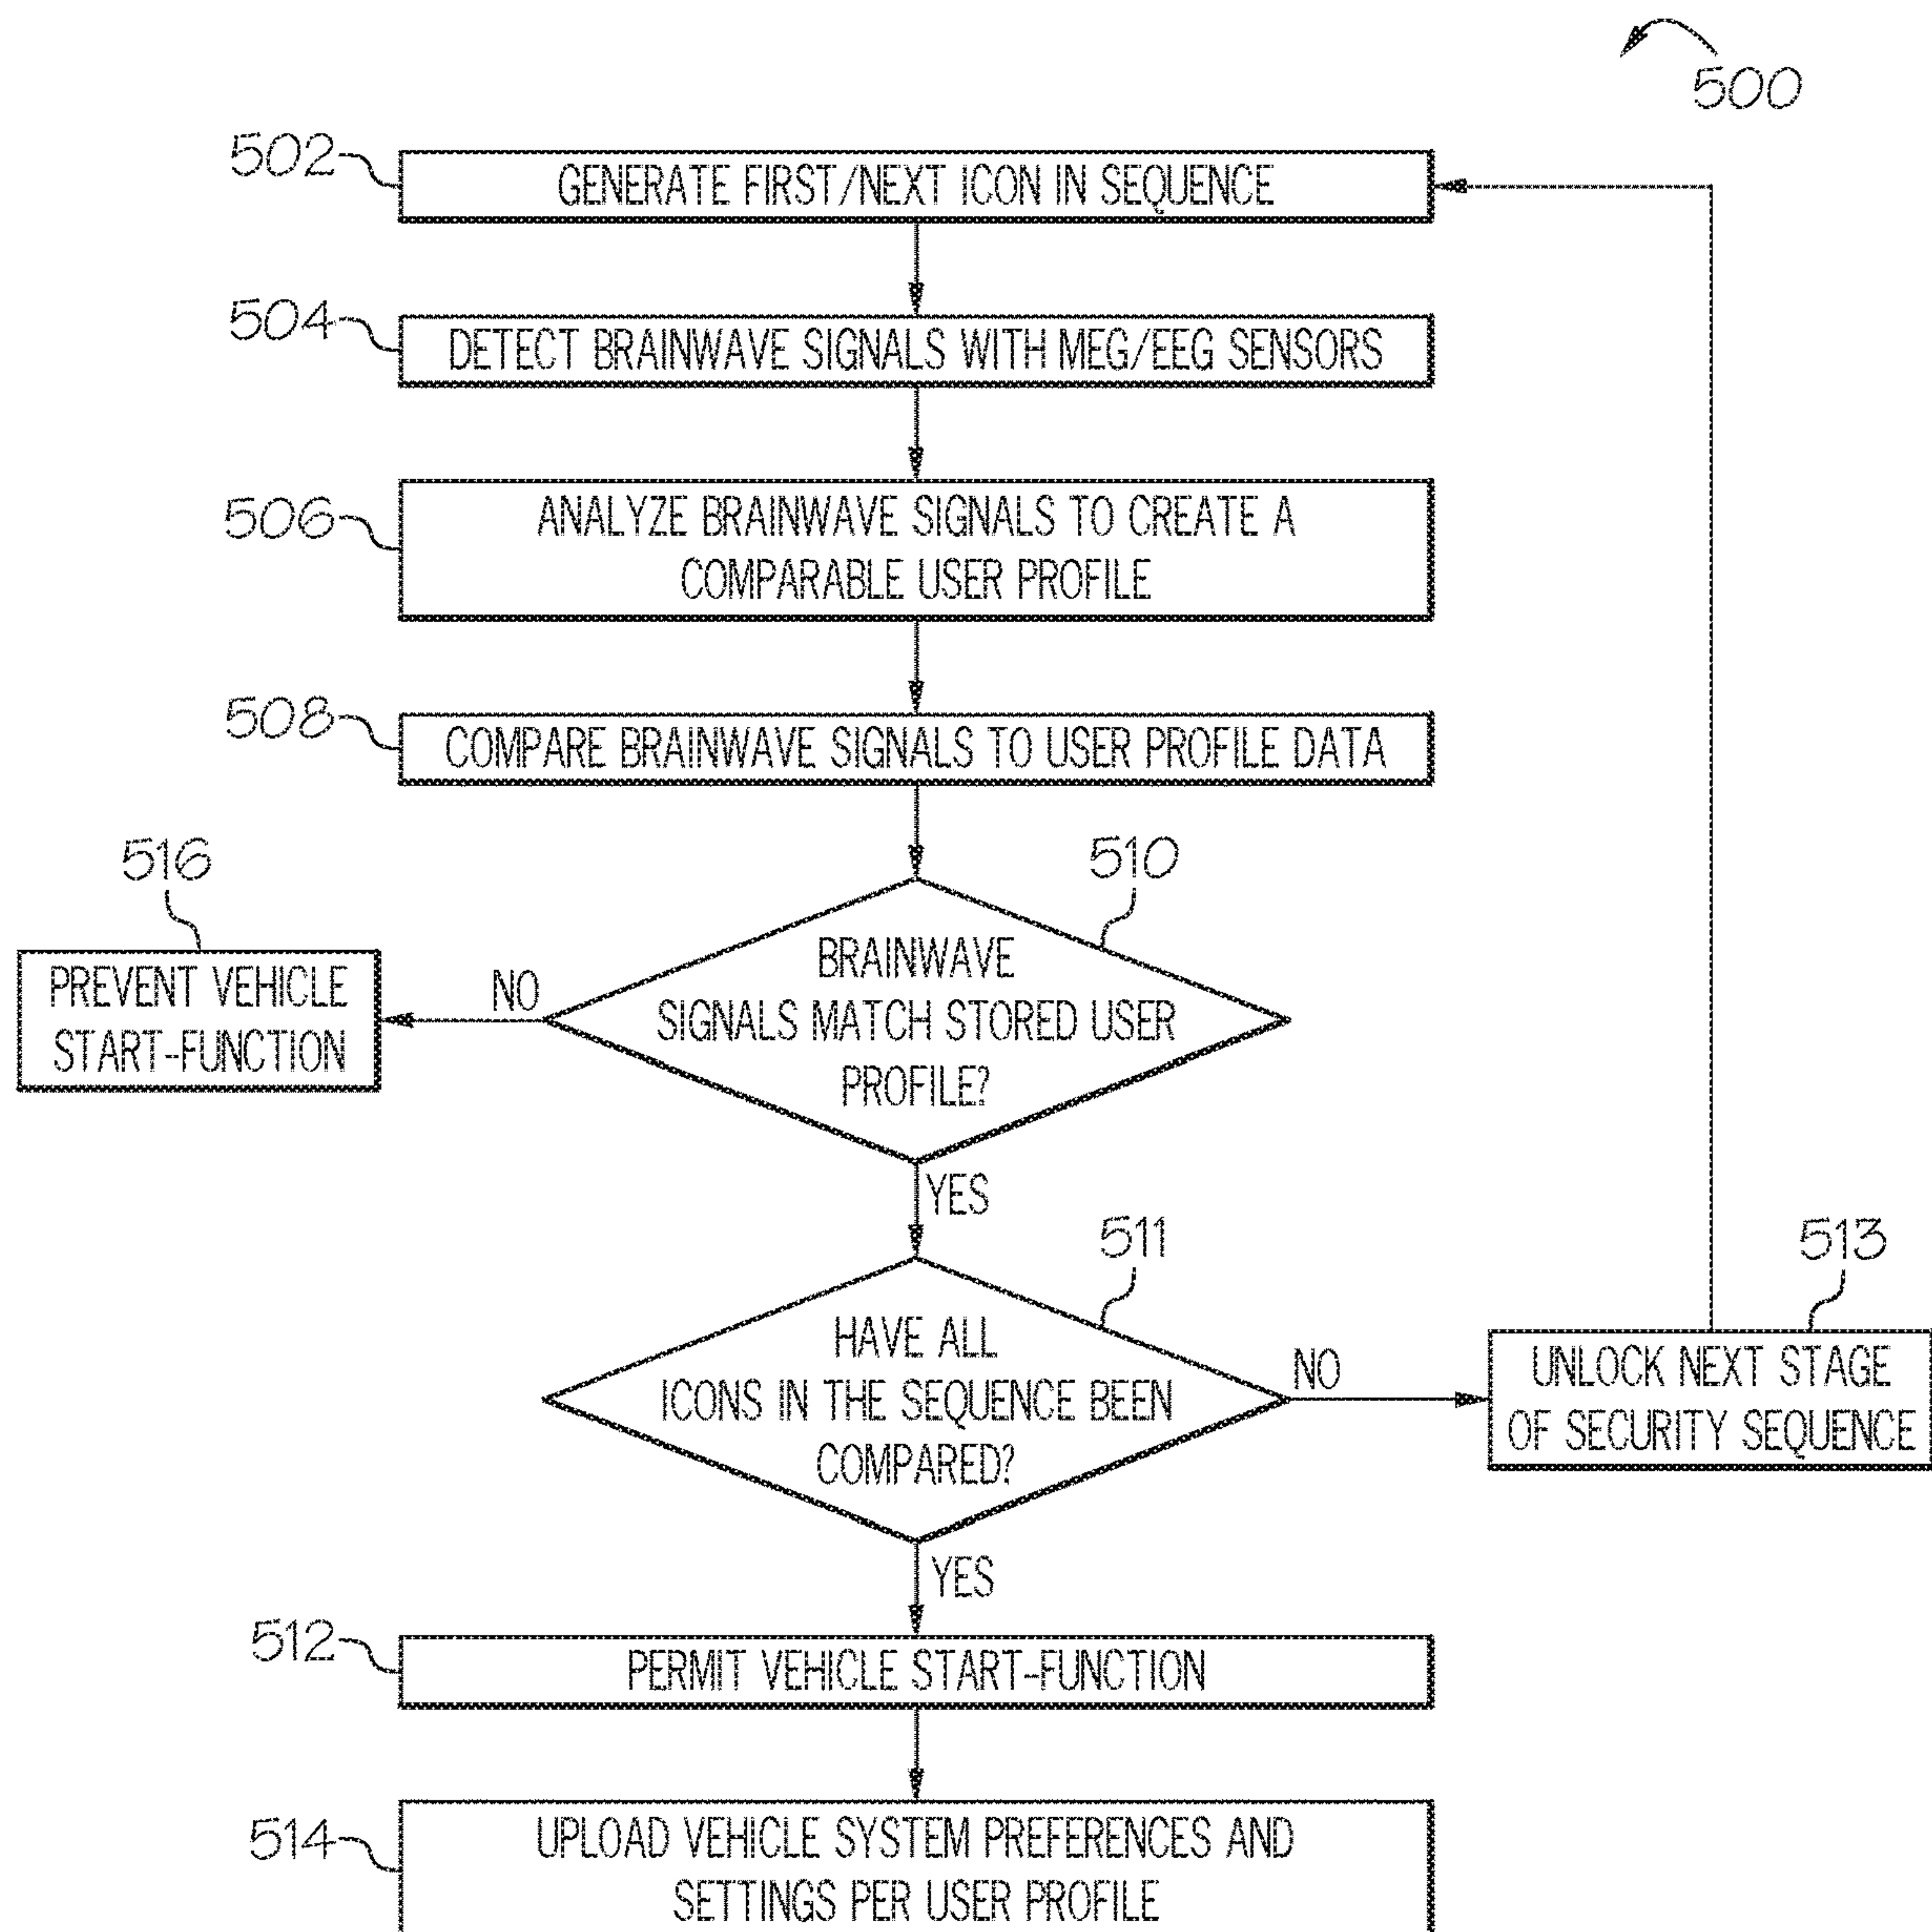 500
502
GENERATE FIRST/NEXT ICON IN SEQUENCE
504
DETECT BRAINWAVE SIGNALS WITH MEG/EEG SENSORS
506
ANALYZE BRAINWAVE SIGNALS TO CREATE A
COMPARABLE USER PROFILE
508
COMPARE BRAINWAVE SIGNALS TO USER PROFILE DATA
516
PREVENT VEHICLE
START-FUNCTION
NO
510
BRAINWAVE
SIGNALS MATCH STORED USER
PROFILE?
YES
511
HAVE ALL
ICONS IN THE SEQUENCE BEEN
COMPARED?
NO
513
UNLOCK NEXT STAGE
OF SECURITY SEQUENCE
YES
512
PERMIT VEHICLE START-FUNCTION
514
UPLOAD VEHICLE SYSTEM PREFERENCES AND
SETTINGS PER USER PROFILE